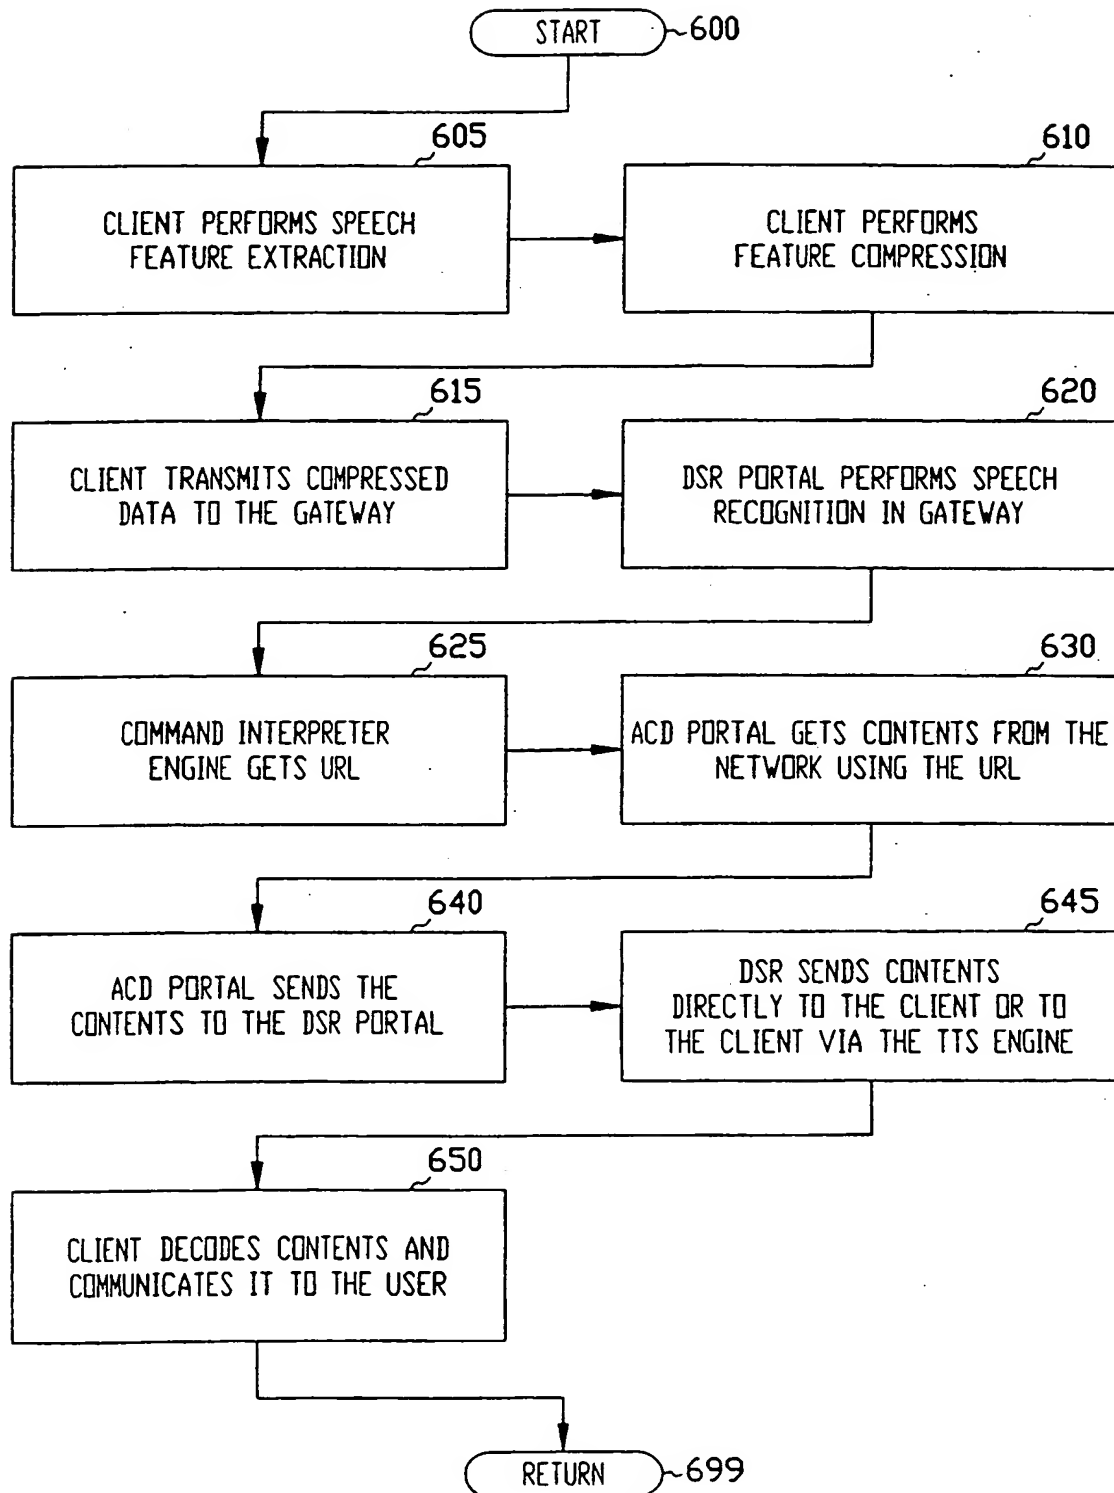 START
600
605
CLIENT PERFORMS SPEECH
FEATURE EXTRACTION
610
CLIENT PERFORMS
FEATURE COMPRESSION
615
CLIENT TRANSMITS COMPRESSED
DATA TO THE GATEWAY
620
DSR PORTAL PERFORMS SPEECH
RECOGNITION IN GATEWAY
625
COMMAND INTERPRETER
ENGINE GETS URL
630
ACD PORTAL GETS CONTENTS FROM THE
NETWORK USING THE URL
640
ACD PORTAL SENDS THE
CONTENTS TO THE DSR PORTAL
645
DSR SENDS CONTENTS
DIRECTLY TO THE CLIENT OR TO
THE CLIENT VIA THE TTS ENGINE
650
CLIENT DECODES CONTENTS AND
COMMUNICATES IT TO THE USER
RETURN
699